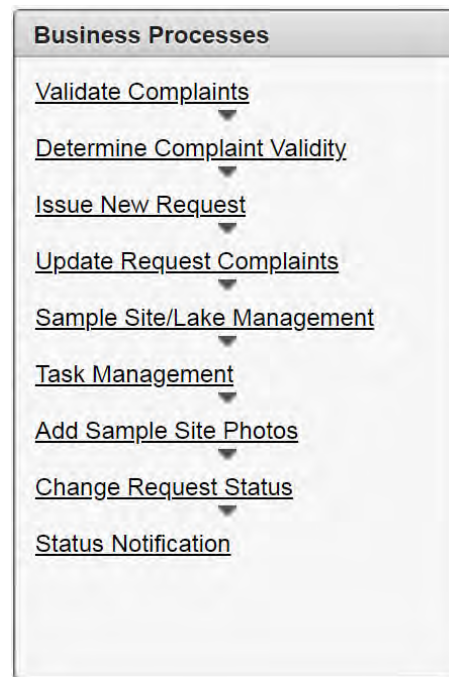 Business Processes
Validate Complaints
Determine Complaint Validity
Issue New Request
Update Request Complaints
Sample Site/Lake Management
Task Management
Add Sample Site Photos
Change Request Status
Status Notification